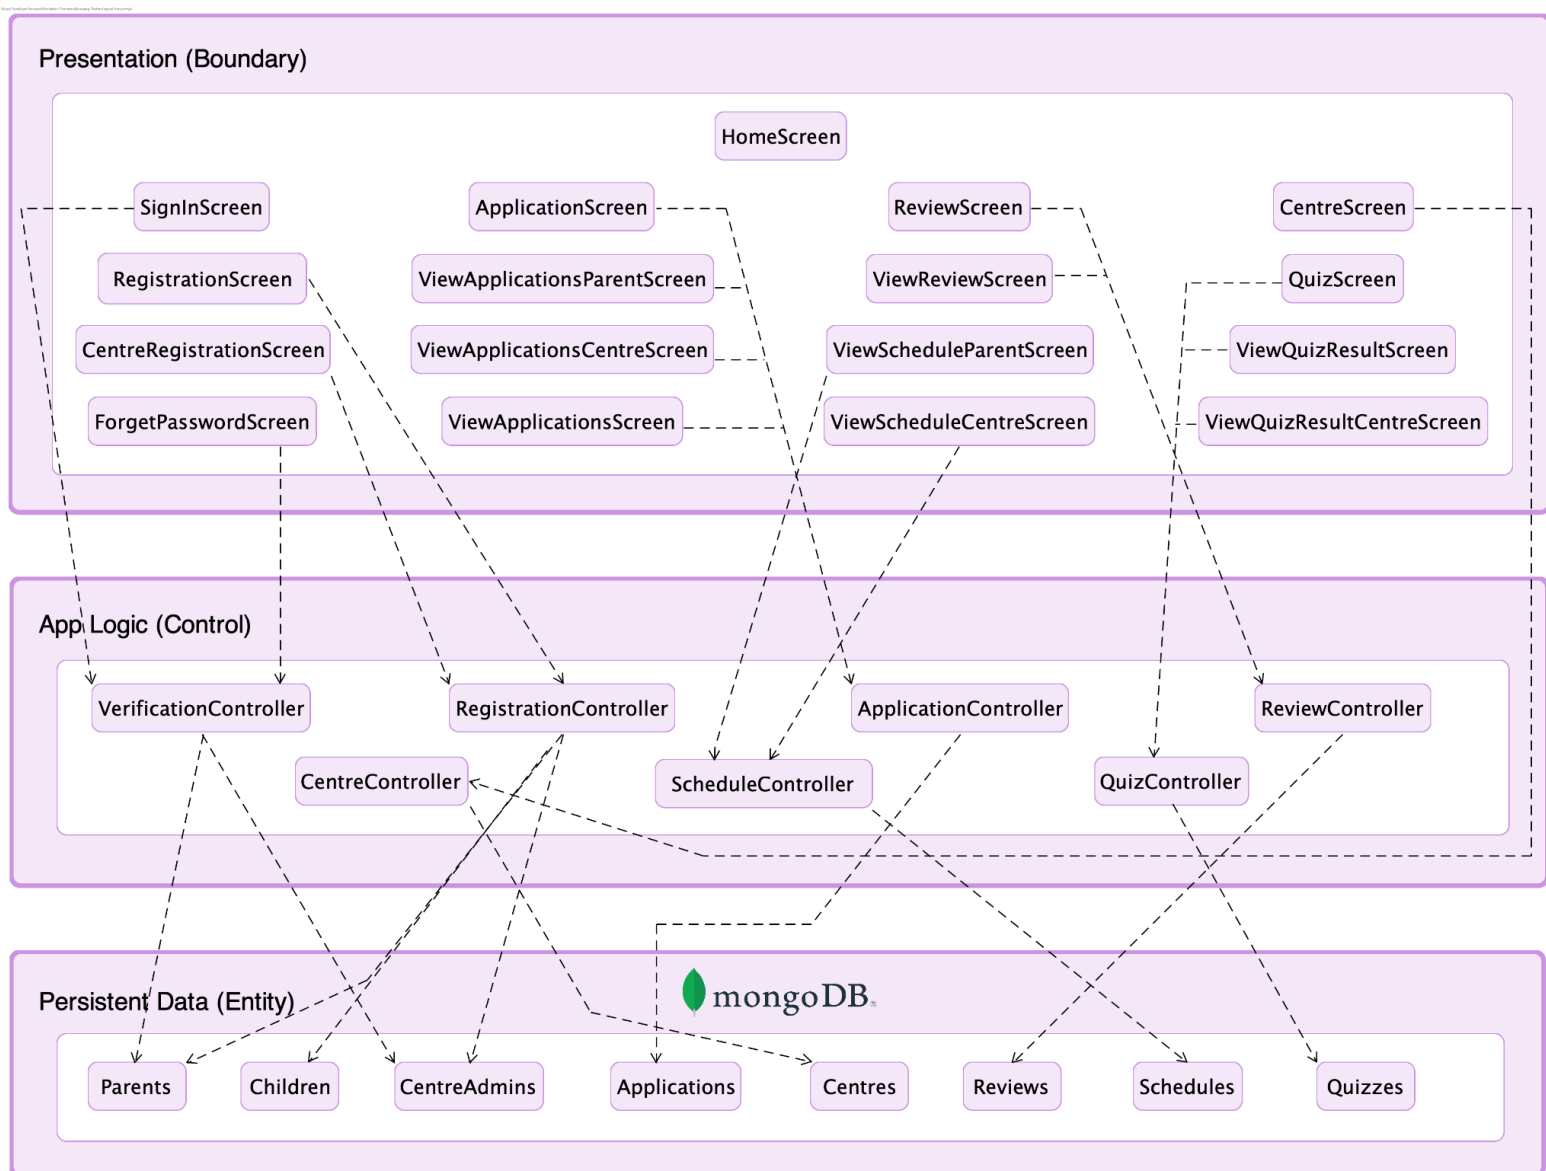 Presentation (Boundary)
HomeScreen
SignInScreen
ApplicationScreen
ReviewScreen
CentreScreen
RegistrationScreen
ViewApplicationsParentScreen
ViewReviewScreen
QuizScreen
CentreRegistrationScreen
ViewApplicationsCentreScreen
ViewScheduleParentScreen
ViewQuizResultScreen
ForgetPasswordScreen
ViewApplicationsScreen
ViewScheduleCentreScreen
ViewQuizResultCentreScreen
App Logic (Control)
VerificationController
RegistrationController
ApplicationController
ReviewController
CentreController
ScheduleController
QuizController
Persistent Data (Entity)
mongoDB®
Parents
Children
CentreAdmins
Applications
Centres
Reviews
Schedules
Quizzes